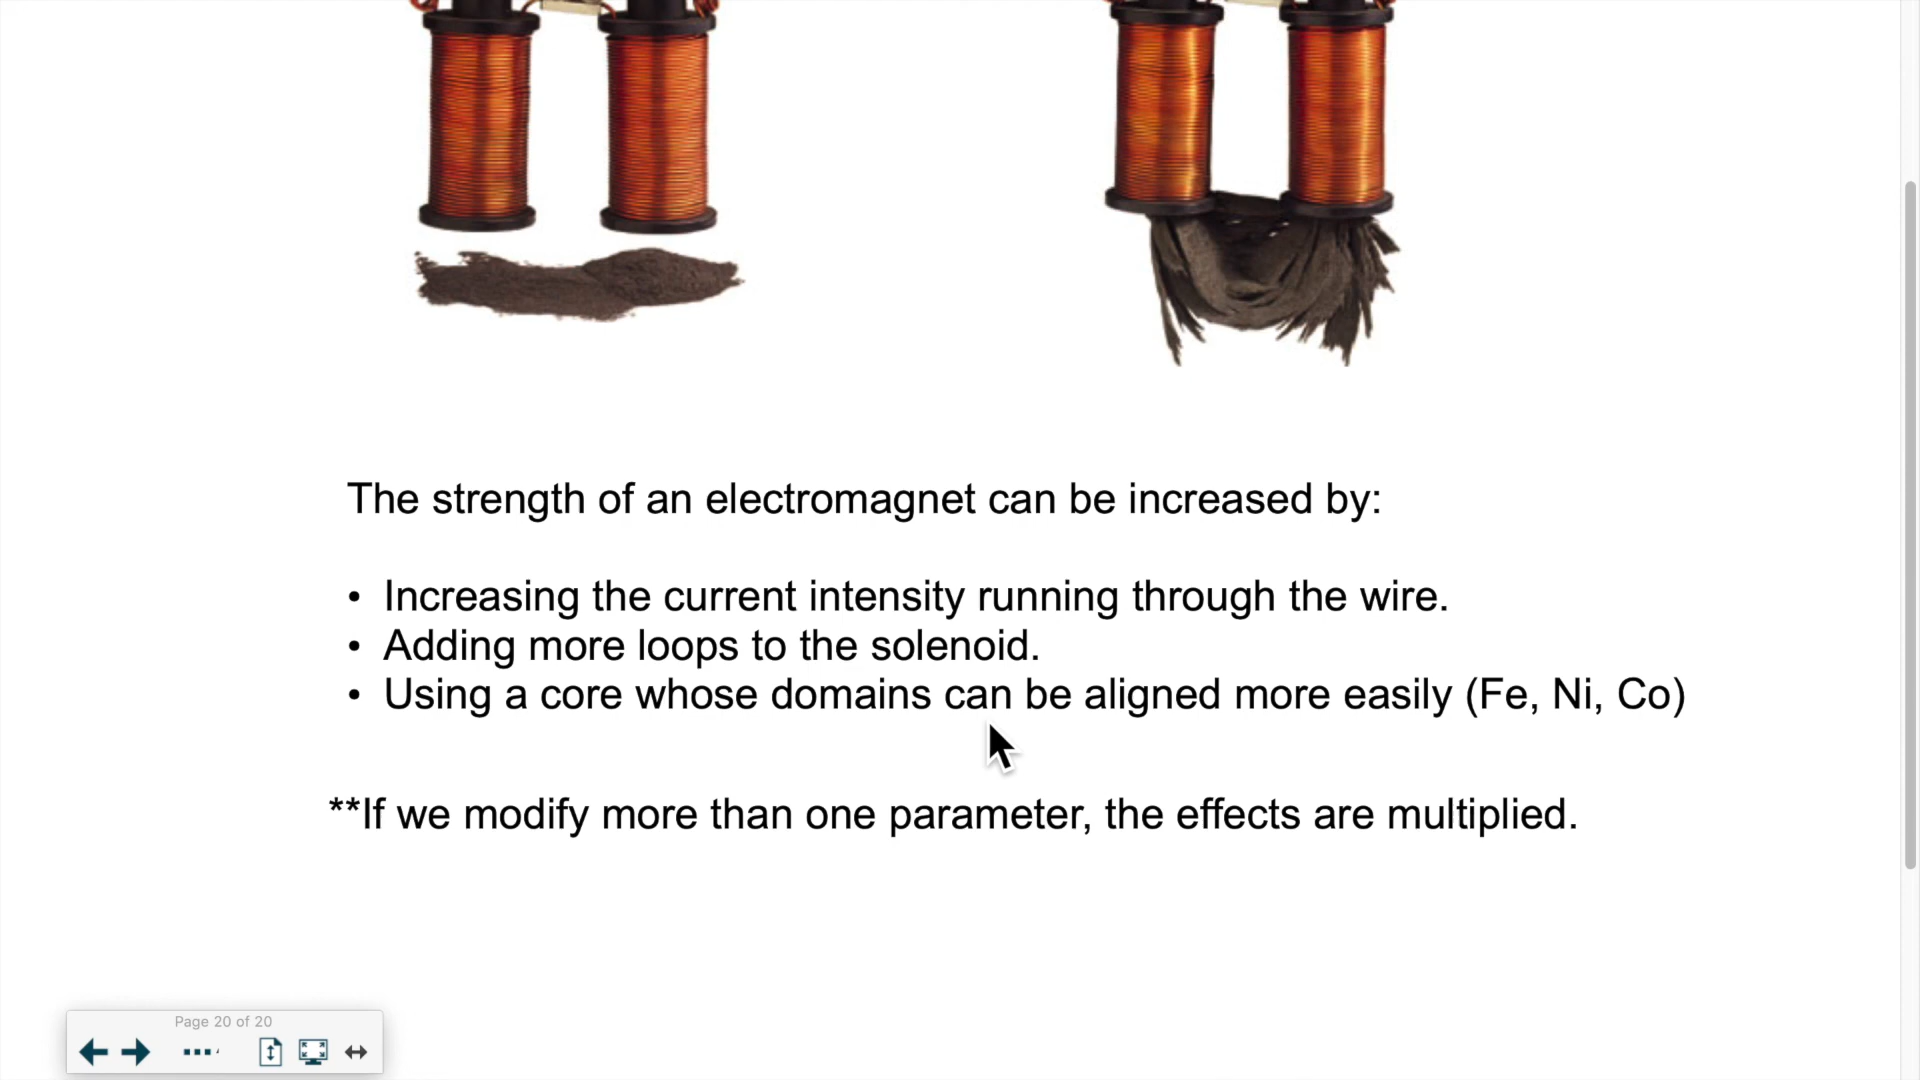 The strength of an electromagnet can be increased by:
• Increasing the current intensity running through the wire.
• Adding more loops to the solenoid.
• Using a core whose domains can be aligned more easily (Fe, Ni, Co)
**If we modify more than one parameter, the effects are multiplied.
Page 20 of 20